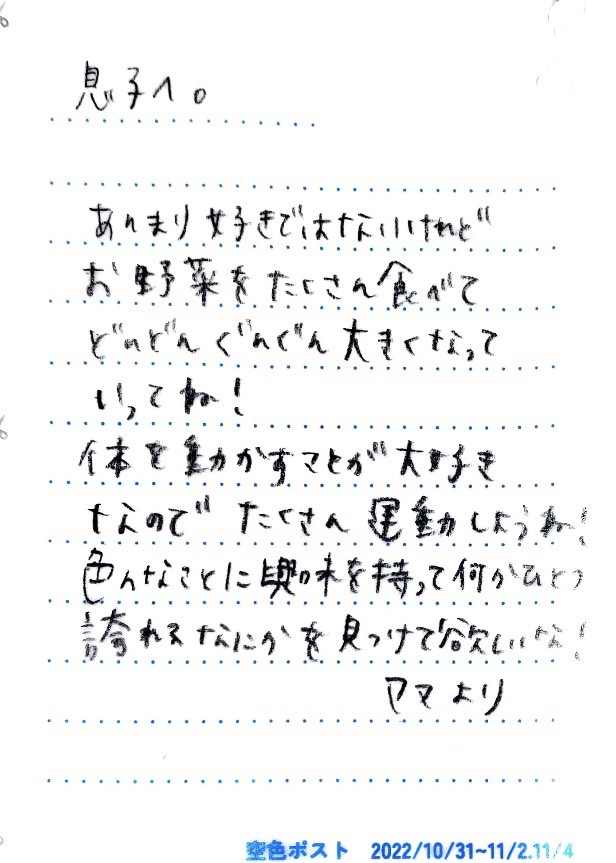 息子へ。
あんまり好きではないけれど
お野菜をたくさん食べて
どんどんぐんぐん大きくなって
いってね!
体を動かすことが大好き
なので たくさん運動しようね!
色んなことに興味を持って何かひとつ
誇れるなにかを見つけて欲しいな!
ママより
空色ポスト 2022/10/31~11/2.11/4